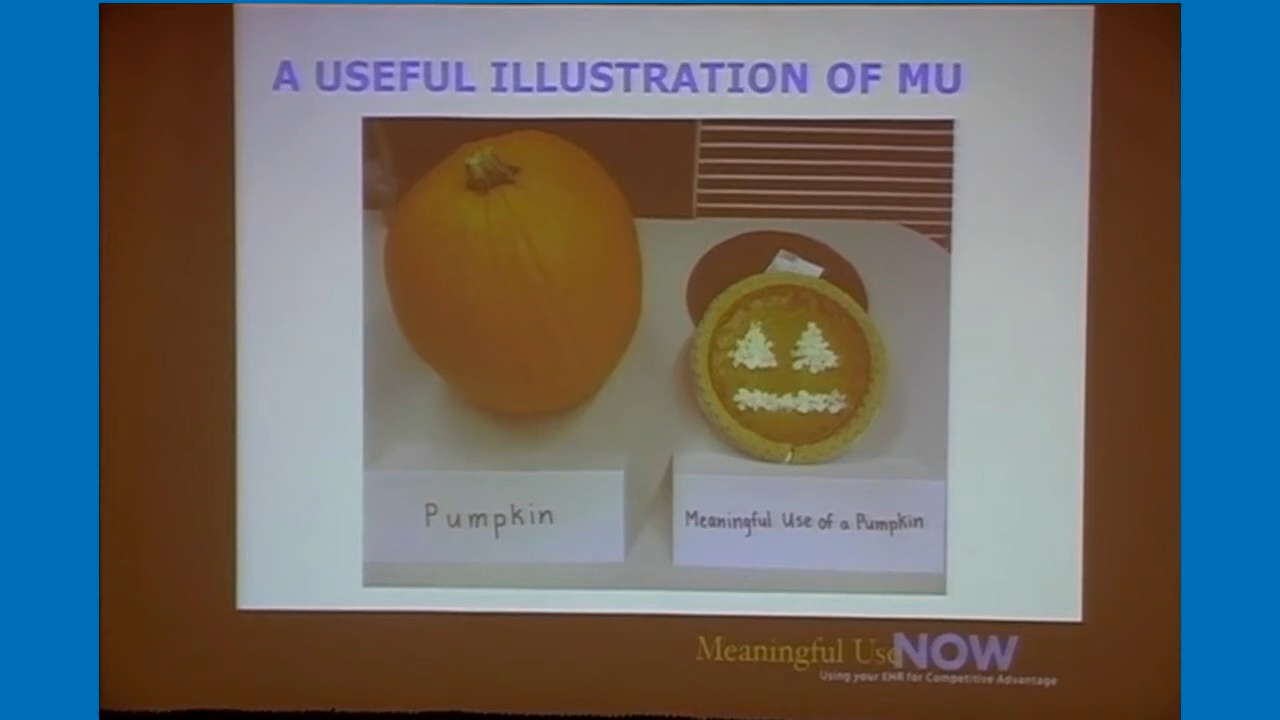 A USEFUL ILLUSTRATION OF MU
Pumpkin
Meaningful Use of a Pumpkin
Meaningful Use NOW
Using your EHR for Competitive Advantage